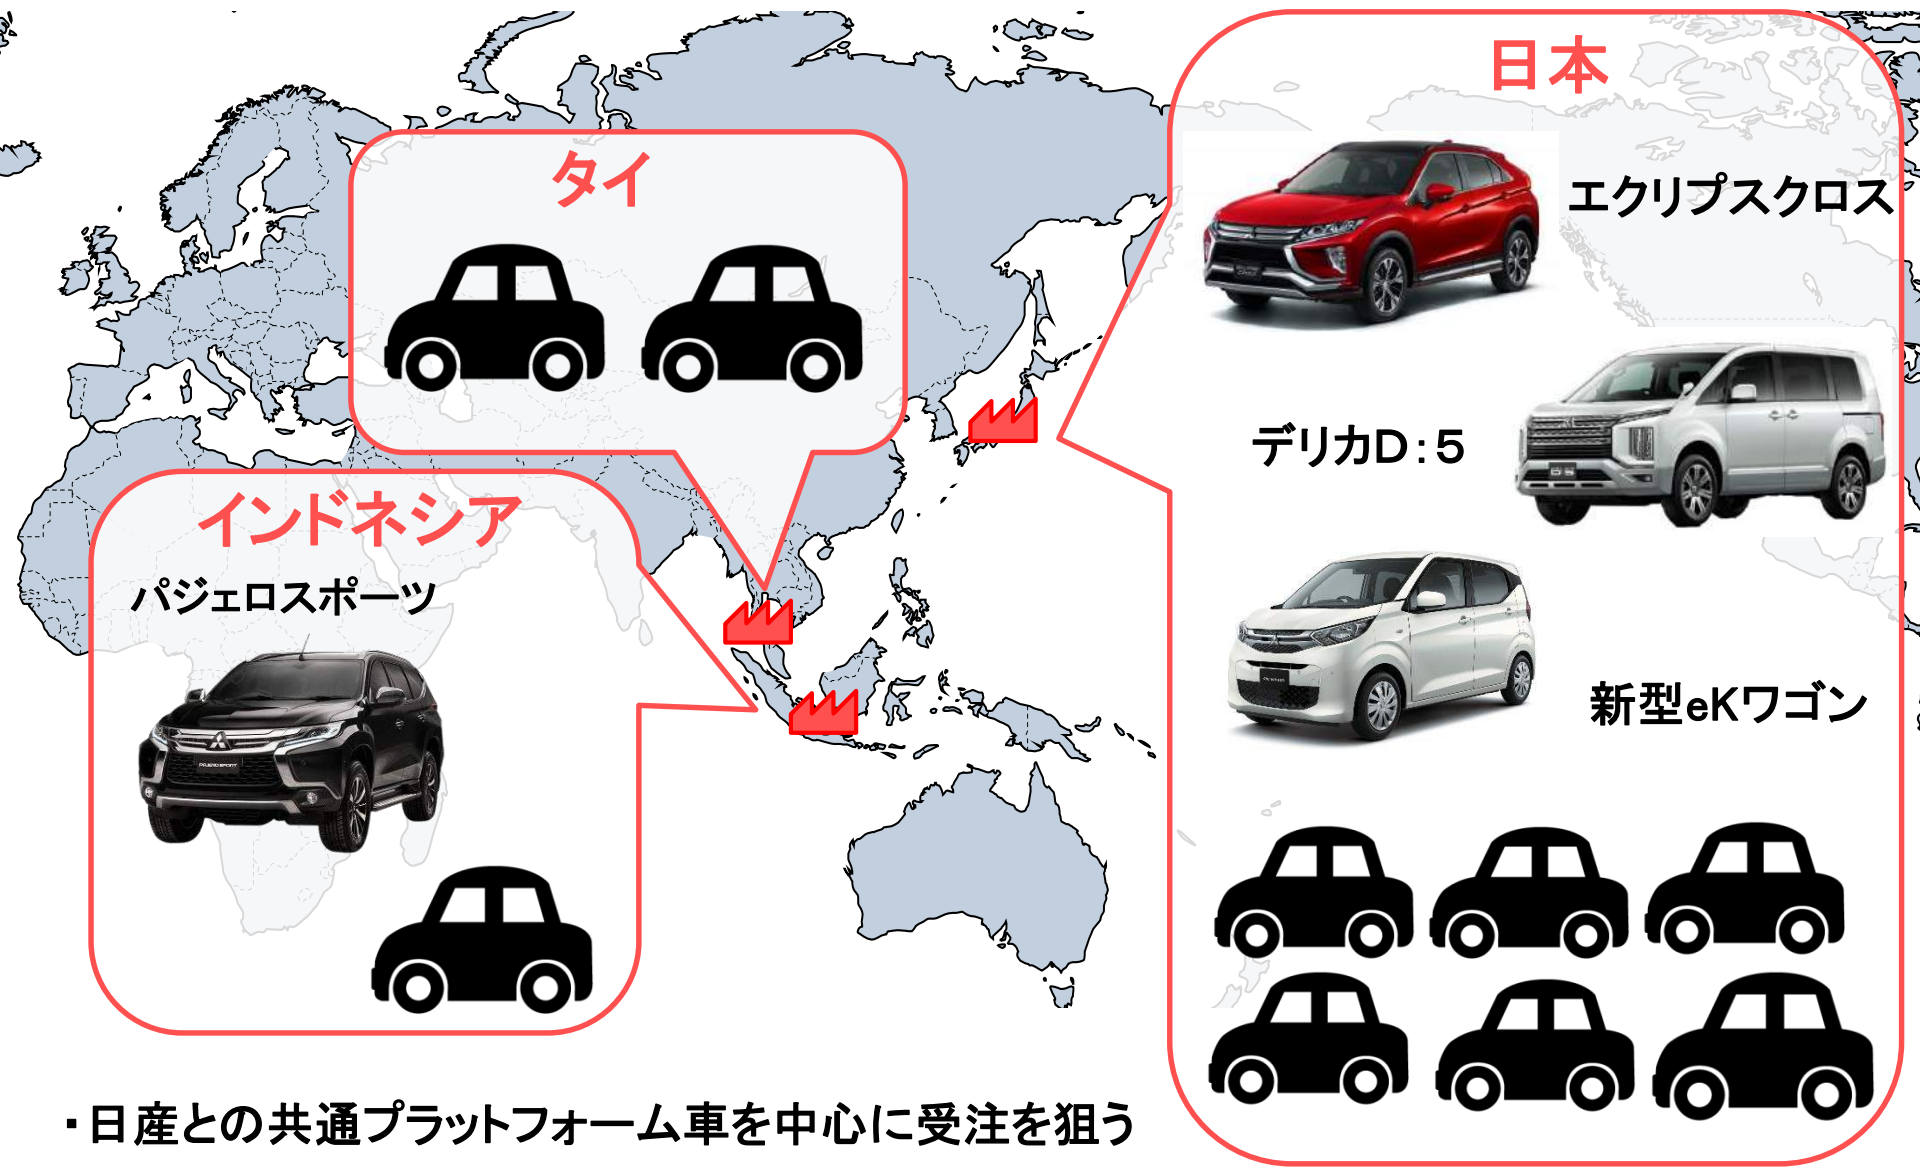 日本
タイ
エクリプスクロス
デリカD:5
インドネシア
パジェロスポーツ
PAJERO SPORT
新型eKワゴン
・日産との共通プラットフォーム車を中心に受注を狙う